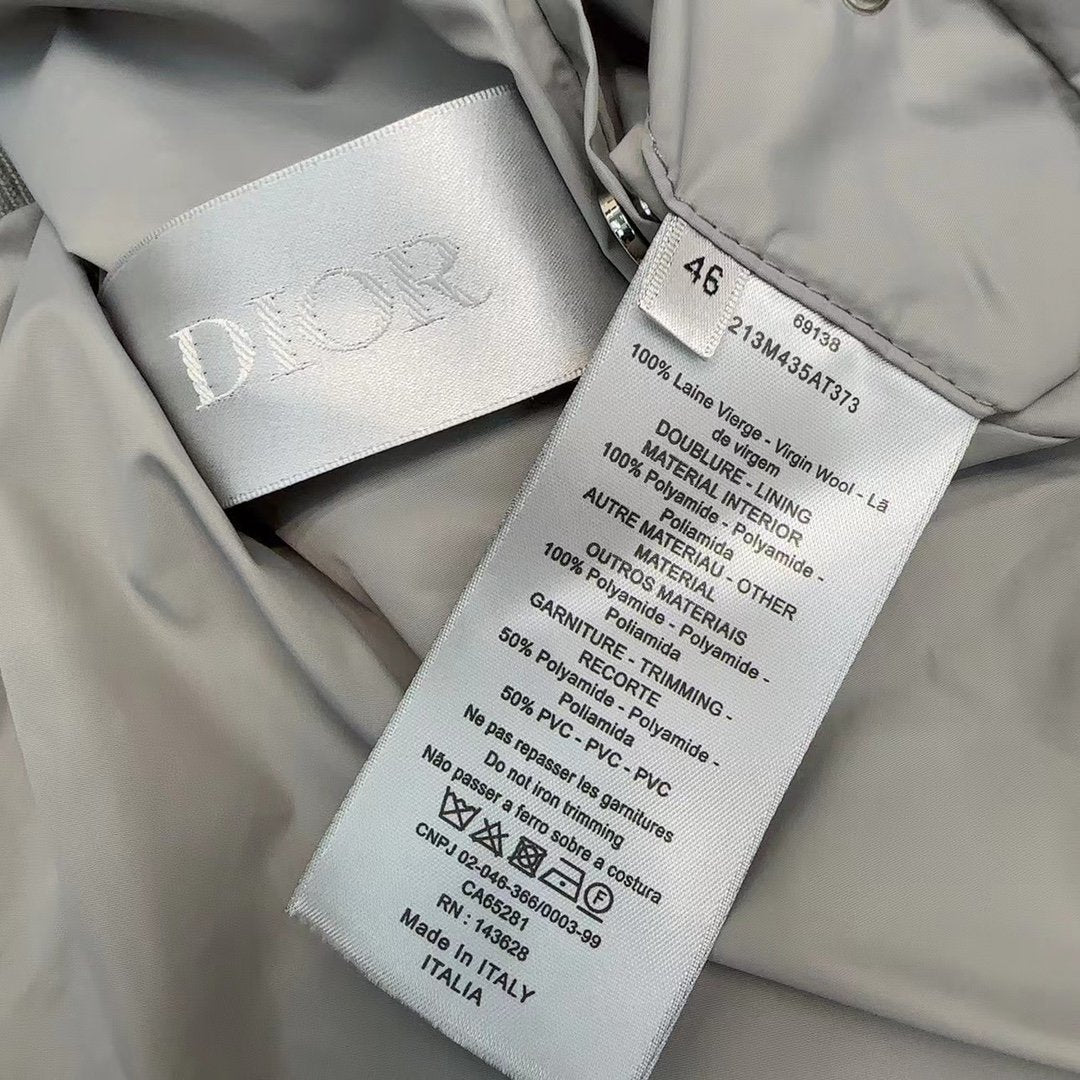 DIOR
46
69138
213M435AT373
100% Laine Vierge - Virgin Wool - Lã
de virgem
DOUBLURE - LINING
MATERIAL INTERIOR
100% Polyamide - Polyamide -
Poliamida
AUTRE MATERIAU - OTHER
MATERIAL
OUTROS MATERIAIS
100% Polyamide - Polyamide -
Poliamida
GARNITURE - TRIMMING -
RECORTE
50% Polyamide - Polyamide -
Poliamida
50% PVC - PVC - PVC
Ne pas repasser les garnitures
Do not iron trimming
Não passer a ferro sobre a costura
F
CNPJ 02-046-366/0003-99
CA65281
RN : 143628
Made In ITALY
ITALIA